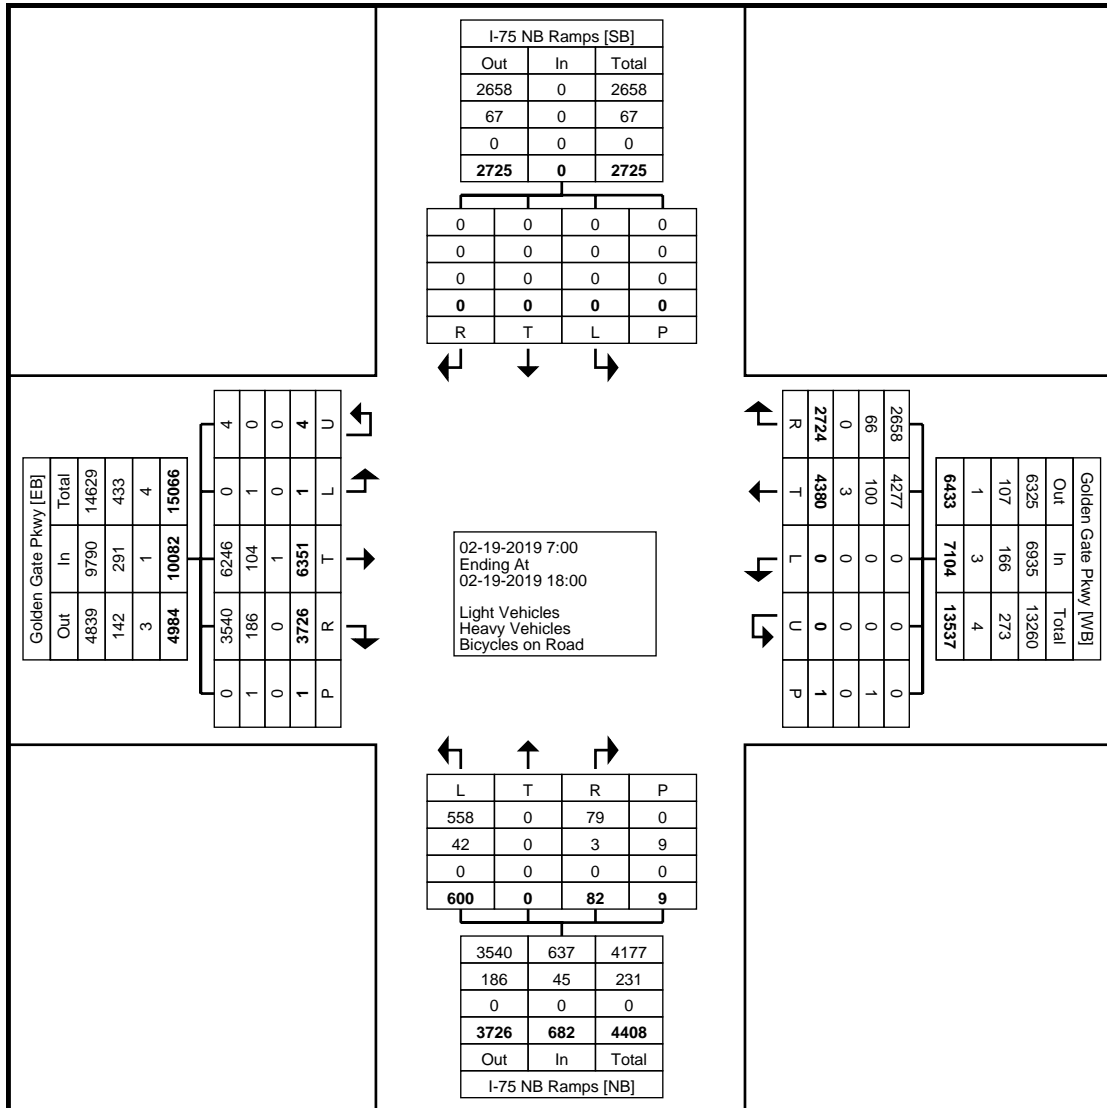 I-75 NB Ramps [SB]
Out In Total
2658 0 2658
67 0 67
0 0 0
2725 0 2725
0 0 0 0
0 0 0 0
0 0 0 0
0 0 0 0
R T L P
Golden Gate Pkwy [EB]
Total In Out
14629 9790 4839
433 291 142
4 1 3
15066 10082 4984
4 0 6246 3540 0
0 1 104 186 1
0 0 1 0 0
4 1 6351 3726 1
U L T R P
02-19-2019 7:00
Ending At
02-19-2019 18:00
Light Vehicles
Heavy Vehicles
Bicycles on Road
Golden Gate Pkwy [WB]
Out In Total
6325 6935 13260
107 166 273
1 3 4
6433 7104 13537
2658 4277 0 0 0
66 100 0 0 1
0 3 0 0 0
2724 4380 0 0 1
R T L U P
L T R P
558 0 79 0
42 0 3 9
0 0 0 0
600 0 82 9
3540 637 4177
186 45 231
0 0 0
3726 682 4408
Out In Total
I-75 NB Ramps [NB]